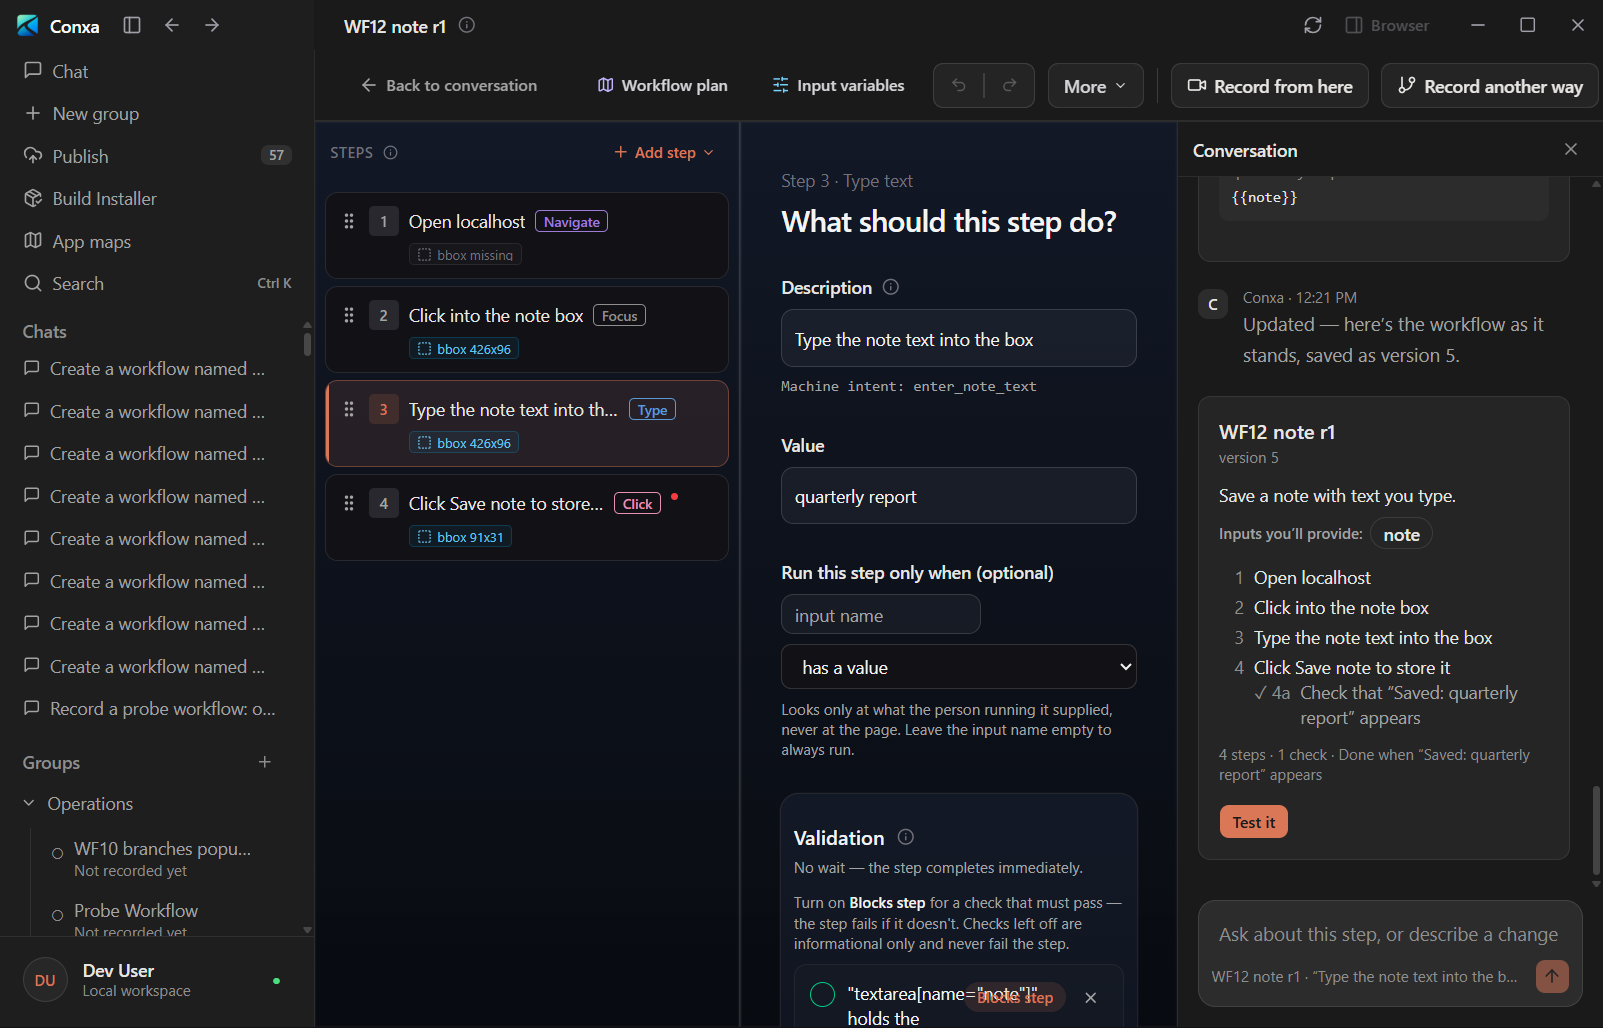 Conxa
WF12 note r1
Browser
Chat
New group
Publish
57
Build Installer
App maps
Search
Ctrl K
Chats
Create a workflow named ...
Create a workflow named ...
Create a workflow named ...
Create a workflow named ...
Create a workflow named ...
Create a workflow named ...
Create a workflow named ...
Create a workflow named ...
Record a probe workflow: o...
Groups
Operations
WF10 branches popu...
Not recorded yet
Probe Workflow
Not recorded yet
DU
Dev User
Local workspace
Back to conversation
Workflow plan
Input variables
More
Record from here
Record another way
STEPS
Add step
1
Open localhost
Navigate
bbox missing
2
Click into the note box
Focus
bbox 426x96
3
Type the note text into th...
Type
bbox 426x96
4
Click Save note to store...
Click
bbox 91x31
Step 3 · Type text
What should this step do?
Description
Type the note text into the box
Machine intent: enter_note_text
Value
quarterly report
Run this step only when (optional)
input name
has a value
Looks only at what the person running it supplied,
never at the page. Leave the input name empty to
always run.
Validation
No wait — the step completes immediately.
Turn on Blocks step for a check that must pass —
the step fails if it doesn't. Checks left off are
informational only and never fail the step.
"textarea[name="note"]"
Blocks step
holds the
Conversation
{{note}}
C
Conxa · 12:21 PM
Updated — here's the workflow as it
stands, saved as version 5.
WF12 note r1
version 5
Save a note with text you type.
Inputs you'll provide: note
1 Open localhost
2 Click into the note box
3 Type the note text into the box
4 Click Save note to store it
✓ 4a Check that “Saved: quarterly
report” appears
4 steps · 1 check · Done when “Saved: quarterly
report” appears
Test it
Ask about this step, or describe a change
WF12 note r1 · “Type the note text into the b...